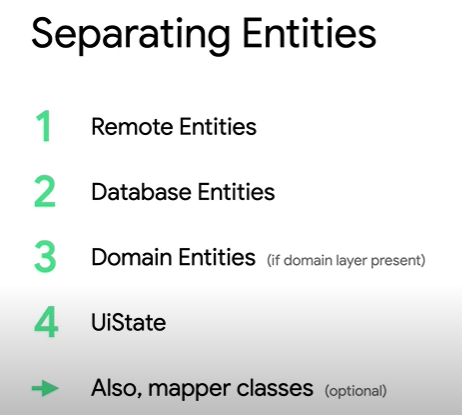 Separating Entities
1 Remote Entities
2 Database Entities
3 Domain Entities (if domain layer present)
4 UiState
Also, mapper classes (optional)